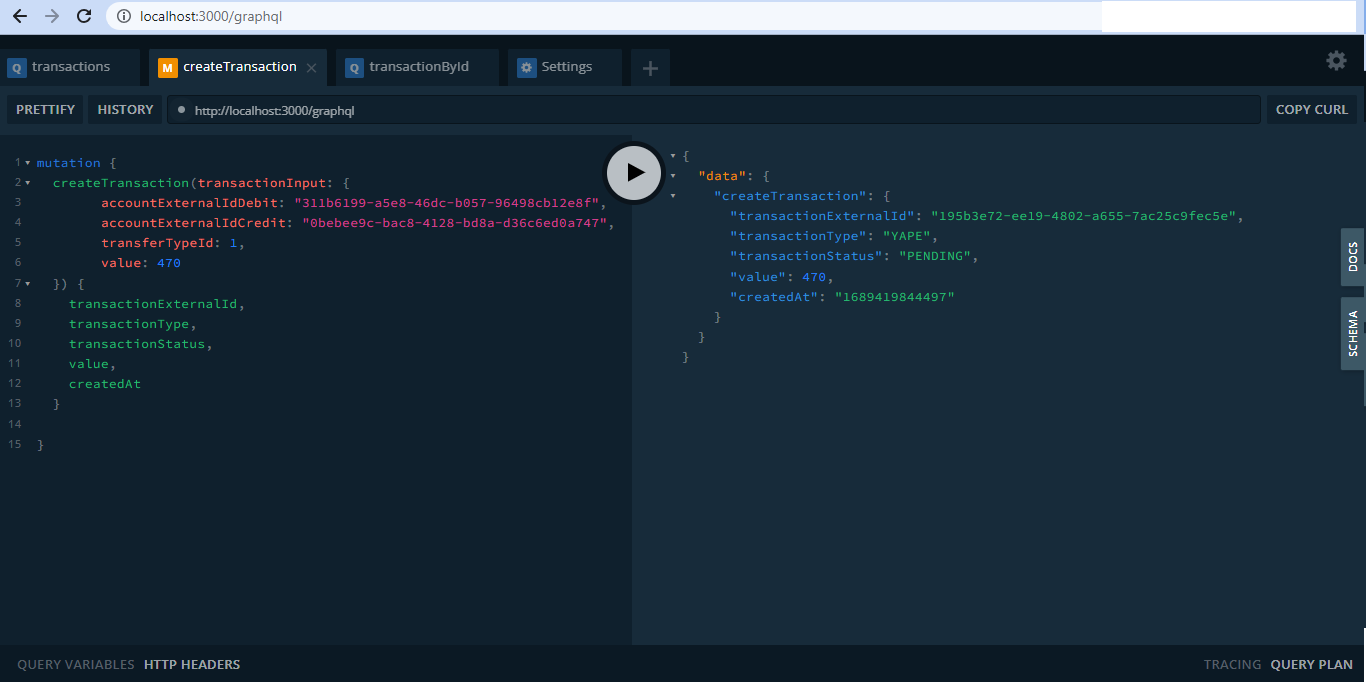 localhost:3000/graphql
Q transactions
M createTransaction ×
Q transactionById
Settings
+
PRETTIFY HISTORY http://localhost:3000/graphql COPY CURL
1 mutation {
2 createTransaction(transactionInput: {
3 accountExternalIdDebit: "311b6199-a5e8-46dc-b057-96498cb12e8f",
4 accountExternalIdCredit: "0bebee9c-bac8-4128-bd8a-d36c6ed0a747",
5 transferTypeId: 1,
6 value: 470
7 }) {
8 transactionExternalId,
9 transactionType,
10 transactionStatus,
11 value,
12 createdAt
13 }
14
15 }
{
"data": {
"createTransaction": {
"transactionExternalId": "195b3e72-ee19-4802-a655-7ac25c9fec5e",
"transactionType": "YAPE",
"transactionStatus": "PENDING",
"value": 470,
"createdAt": "1689419844497"
}
}
}
DOCS
SCHEMA
QUERY VARIABLES HTTP HEADERS
TRACING QUERY PLAN